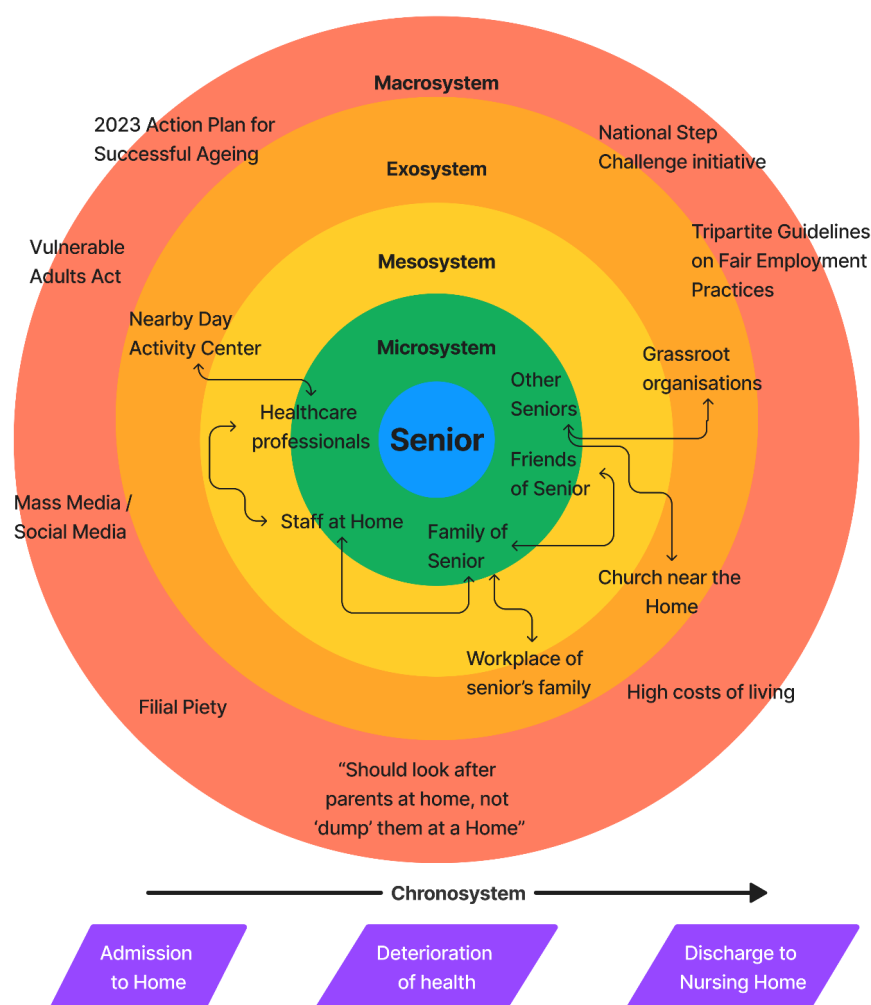 Macrosystem
2023 Action Plan for
Successful Ageing
National Step
Challenge initiative
Exosystem
Vulnerable
Adults Act
Tripartite Guidelines
on Fair Employment
Practices
Mesosystem
Nearby Day
Activity Center
Microsystem
Grassroot
organisations
Other
Seniors
Healthcare
professionals
Senior
Friends
of Senior
Mass Media /
Social Media
Staff at Home
Family of
Senior
Church near the
Home
Workplace of
senior’s family
High costs of living
Filial Piety
“Should look after
parents at home, not
‘dump’ them at a Home”
Chronosystem
Admission
to Home
Deterioration
of health
Discharge to
Nursing Home